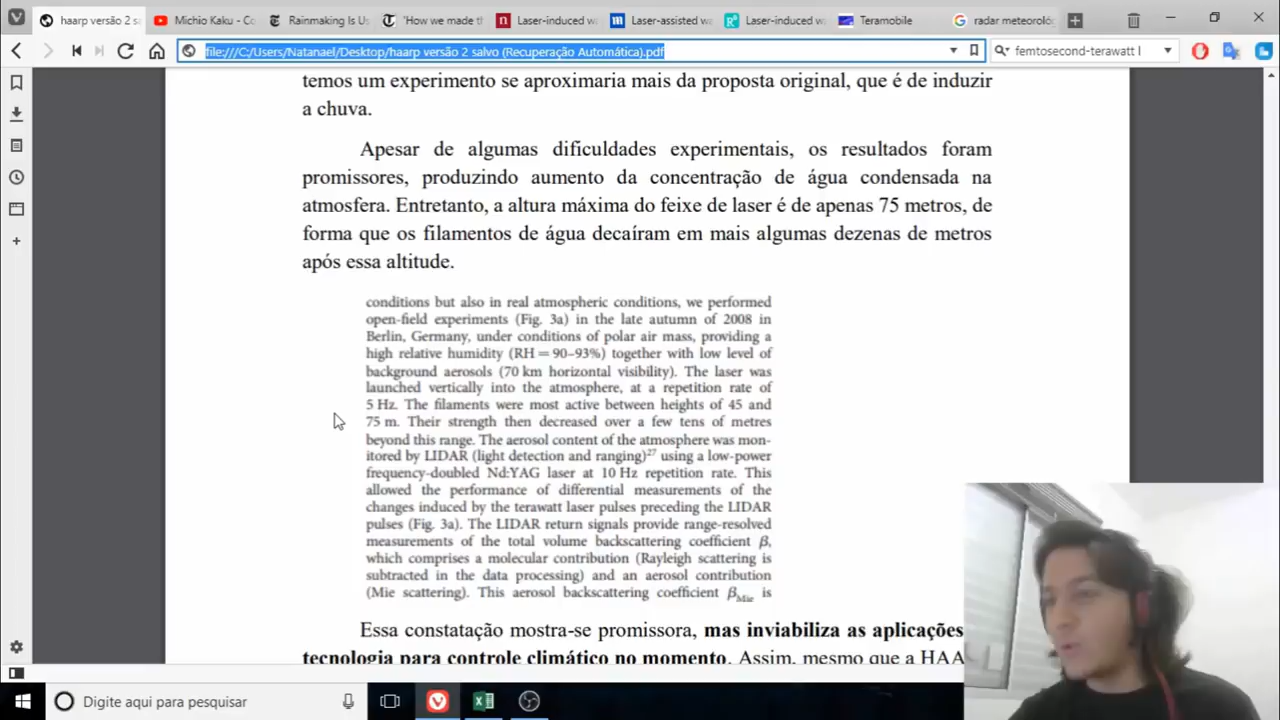 haarp versão 2 sa
Michio Kaku - Co
Rainmaking Is Us
'How we made th
Laser-induced wa
Laser-assisted wa
Laser-induced wa
Teramobile
radar meteoroló
file:///C:/Users/Natanael/Desktop/haarp versão 2 salvo (Recuperação Automática).pdf
femtosecond-terawatt l
temos um experimento se aproximaria mais da proposta original, que é de induzir
a chuva.
Apesar de algumas dificuldades experimentais, os resultados foram
promissores, produzindo aumento da concentração de água condensada na
atmosfera. Entretanto, a altura máxima do feixe de laser é de apenas 75 metros, de
forma que os filamentos de água decaíram em mais algumas dezenas de metros
após essa altitude.
conditions but also in real atmospheric conditions, we performed
open-field experiments (Fig. 3a) in the late autumn of 2008 in
Berlin, Germany, under conditions of polar air mass, providing a
high relative humidity (RH = 90–93%) together with low level of
background aerosols (70 km horizontal visibility). The laser was
launched vertically into the atmosphere, at a repetition rate of
5 Hz. The filaments were most active between heights of 45 and
75 m. Their strength then decreased over a few tens of metres
beyond this range. The aerosol content of the atmosphere was mon-
itored by LIDAR (light detection and ranging)27 using a low-power
frequency-doubled Nd:YAG laser at 10 Hz repetition rate. This
allowed the performance of differential measurements of the
changes induced by the terawatt laser pulses preceding the LIDAR
pulses (Fig. 3a). The LIDAR return signals provide range-resolved
measurements of the total volume backscattering coefficient β,
which comprises a molecular contribution (Rayleigh scattering is
subtracted in the data processing) and an aerosol contribution
(Mie scattering). This aerosol backscattering coefficient βMie is
Essa constatação mostra-se promissora, mas inviabiliza as aplicações
tecnologia para controle climático no momento. Assim, mesmo que a HAA
Digite aqui para pesquisar